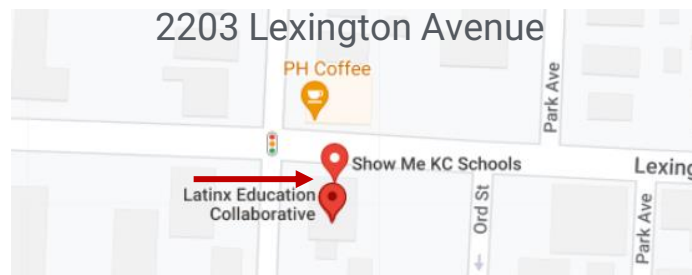 2203 Lexington Avenue
PH Coffee
Park Ave
Show Me KC Schools
Lexing
Latinx Education
Collaborative
Ord St
Park Ave